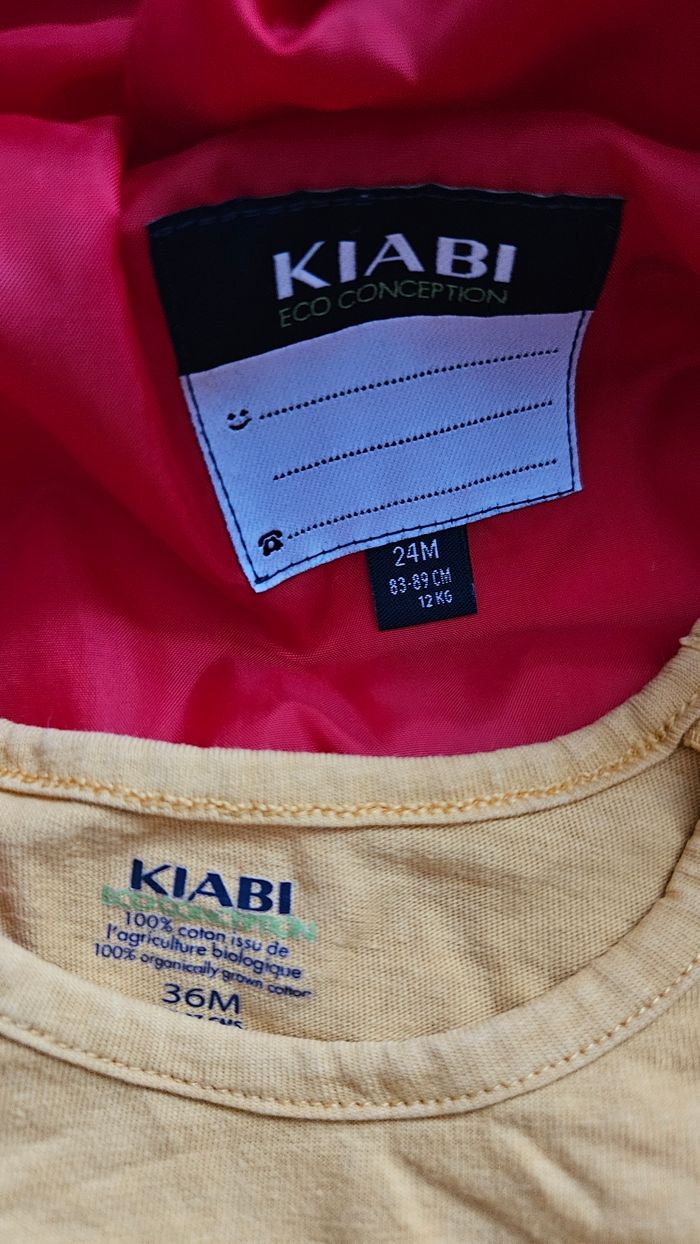 KIABI
ECO CONCEPTION
24M
83-89 CM
12 KG
KIABI
ECO CONCEPTION
100% coton issu de
l'agriculture biologique
100% organically grown cotton
36M
CMS